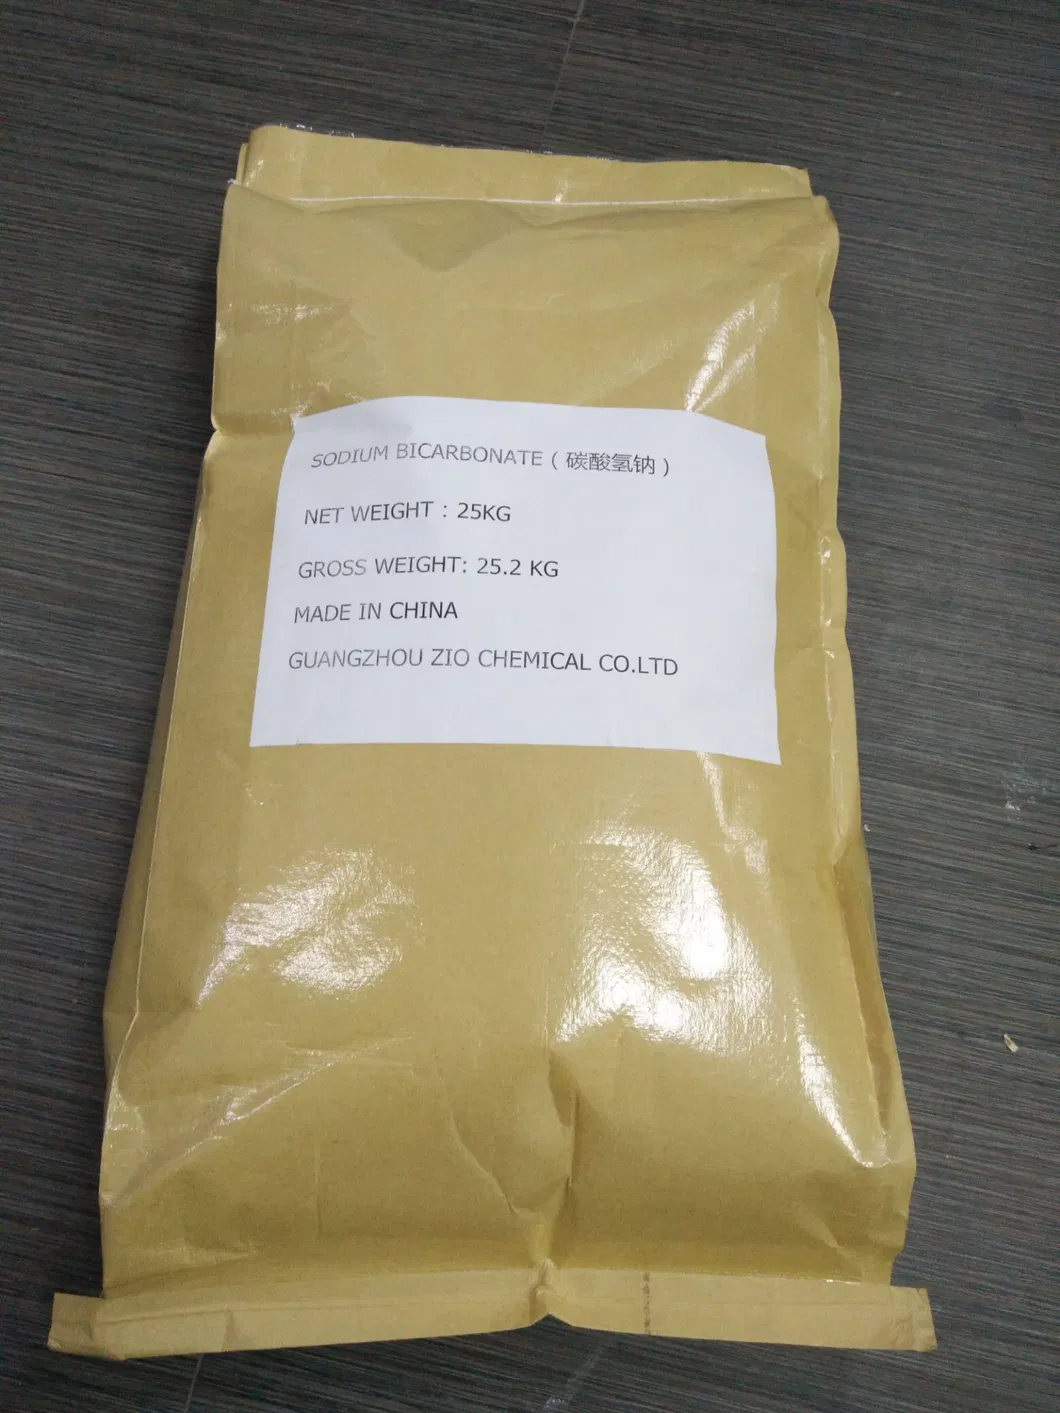 SODIUM BICARBONATE ( 碳酸氢钠 )
NET WEIGHT : 25KG
GROSS WEIGHT: 25.2 KG
MADE IN CHINA
GUANGZHOU ZIO CHEMICAL CO.LTD